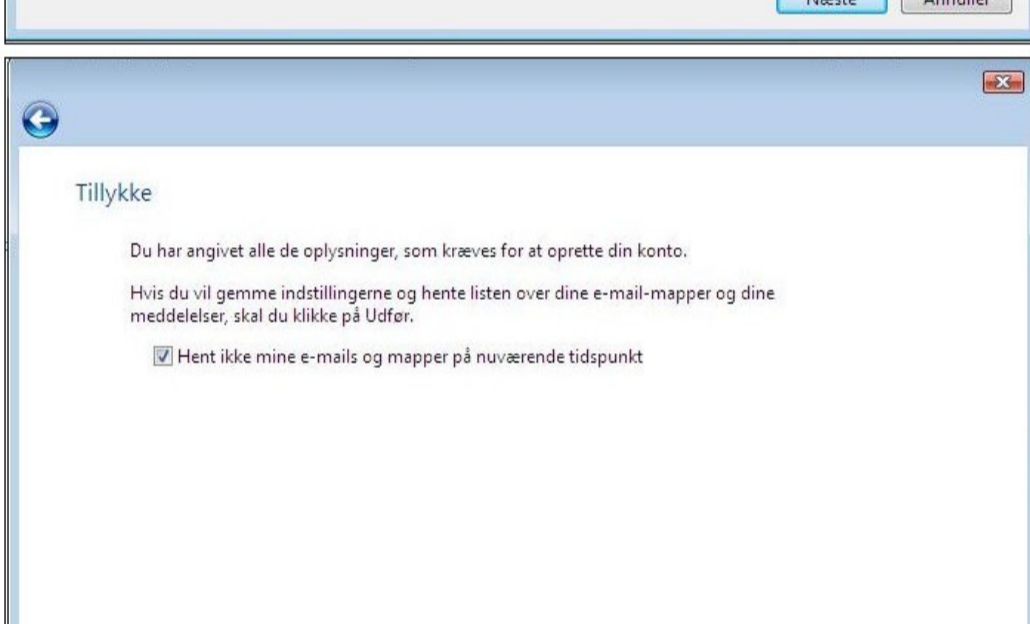 Næste Annuller
Tillykke
Du har angivet alle de oplysninger, som kræves for at oprette din konto.
Hvis du vil gemme indstillingerne og hente listen over dine e-mail-mapper og dine
meddelelser, skal du klikke på Udfør.
Hent ikke mine e-mails og mapper på nuværende tidspunkt